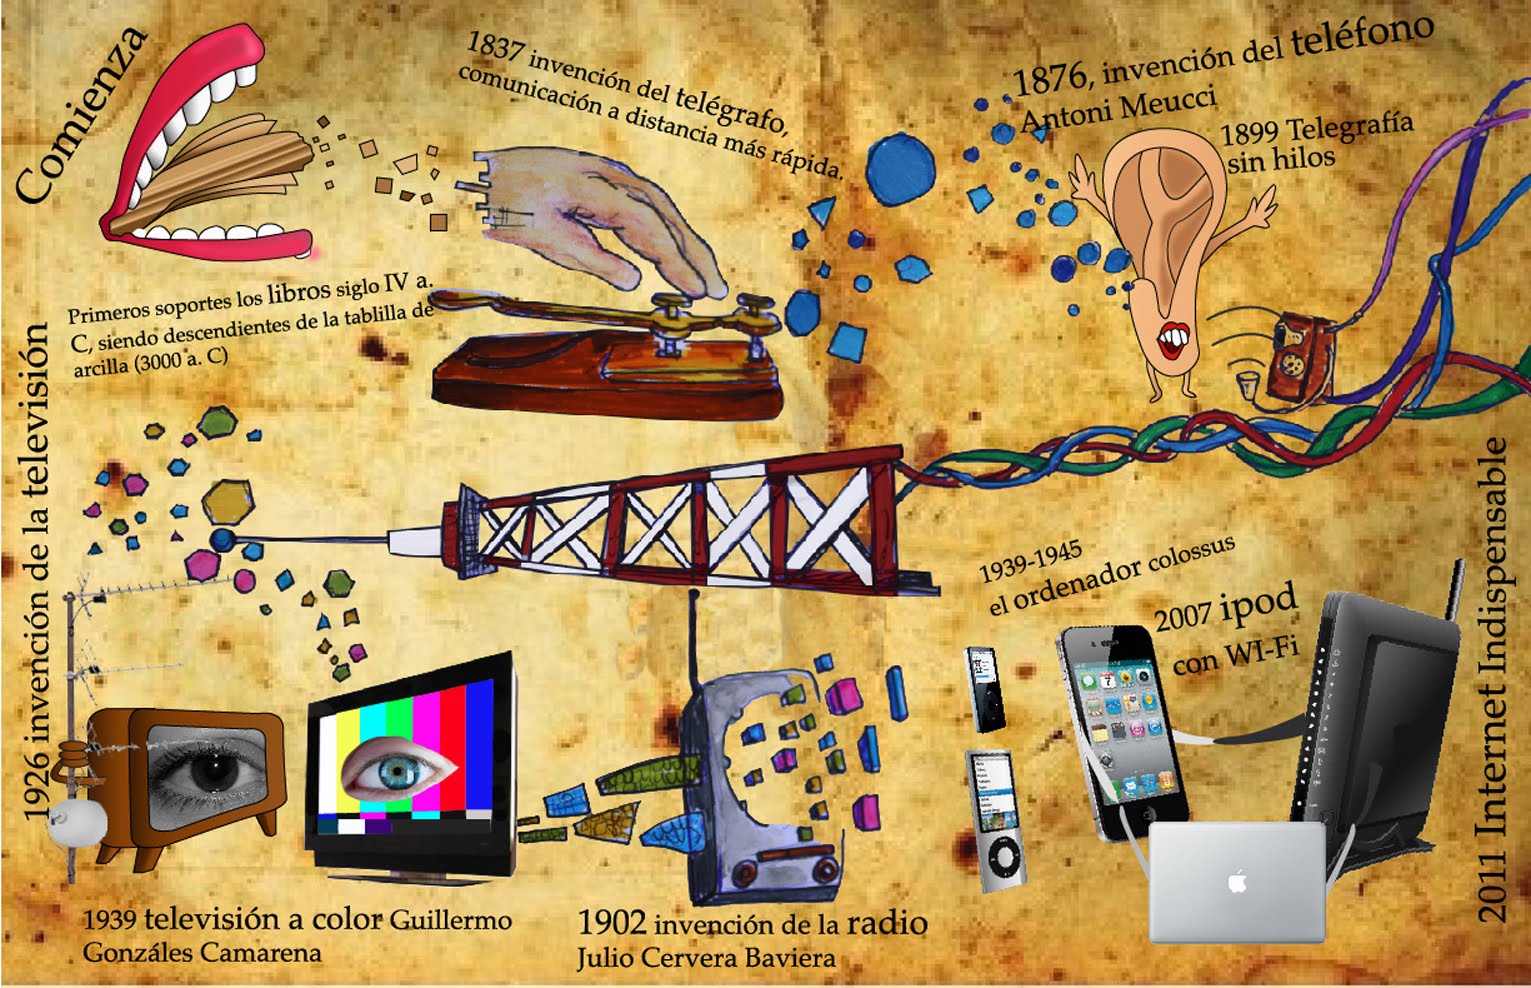 Comienza
Primeros soportes los libros siglo IV a.
C, siendo descendientes de la tablilla de
arcilla (3000 a. C)
1837 invención del telégrafo,
comunicación a distancia más rápida.
1876, invención del teléfono
Antoni Meucci
1899 Telegrafía
sin hilos
1926 invención de la televisión
1939 televisión a color Guillermo
Gonzáles Camarena
1902 invención de la radio
Julio Cervera Baviera
1939-1945
el ordenador colossus
2007 ipod
con WI-Fi
2011 Internet Indispensable